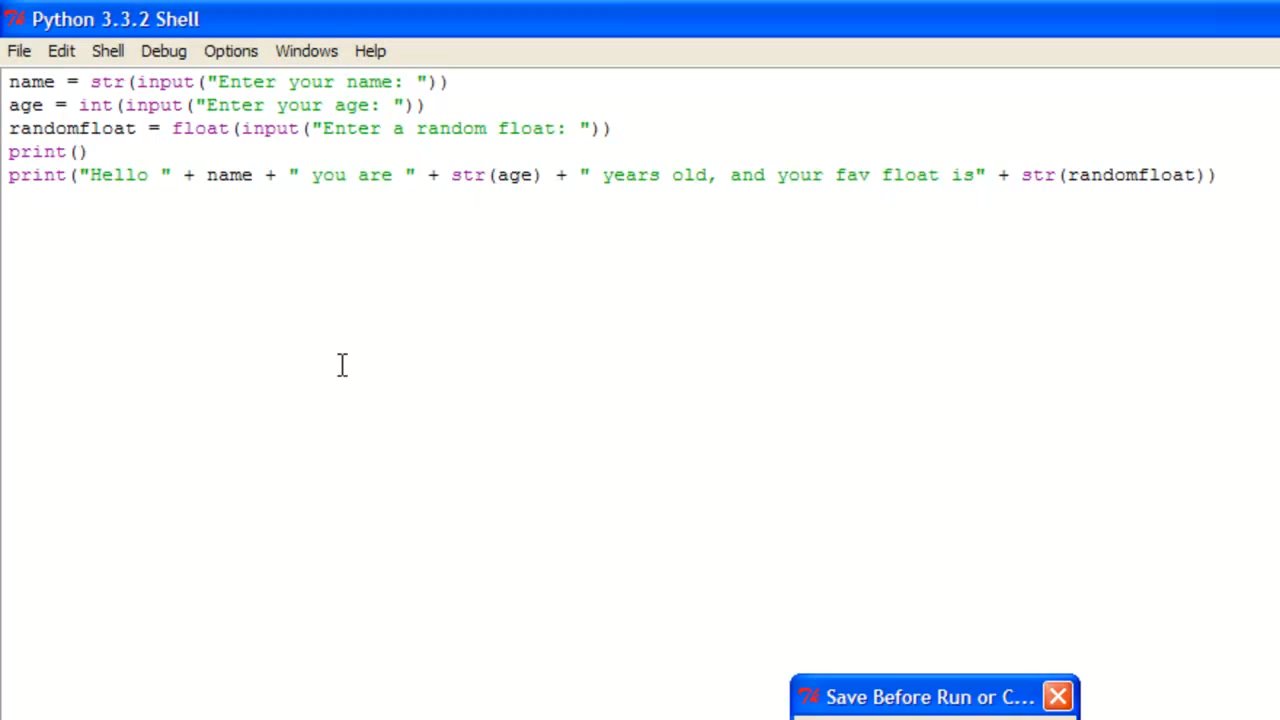 Python 3.3.2 Shell
File Edit Shell Debug Options Windows Help
name = str(input("Enter your name: "))
age = int(input("Enter your age: "))
randomfloat = float(input("Enter a random float: "))
print()
print("Hello " + name + " you are " + str(age) + " years old, and your fav float is" + str(randomfloat))
Save Before Run or C...